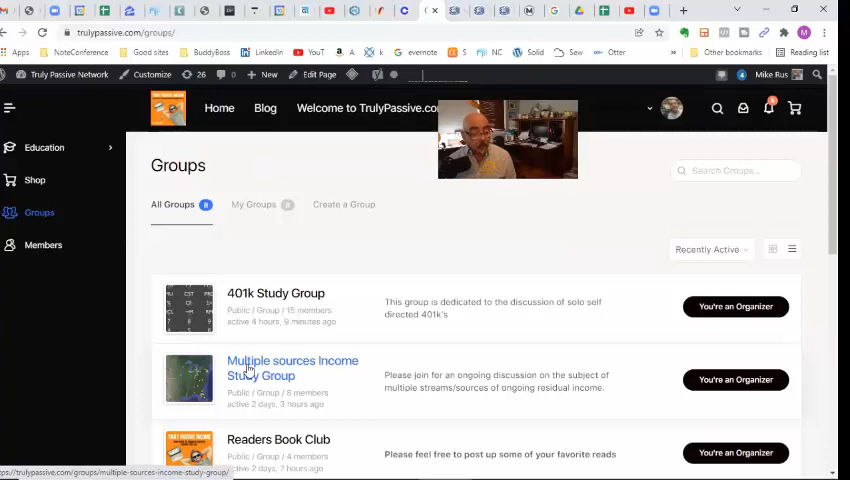 trulypassive.com/groups/
Apps
NoteConference
Good sites
BuddyBoss
LinkedIn
YouT
AZ
k
evernote
S
NC
Solid
Sew
Otter
Other bookmarks
Reading list
Truly Passive Network
Customize
26
0
New
Edit Page
4
Mike Rus
Home
Blog
Welcome to TrulyPassive.co
Education
Shop
Groups
Members
Groups
Search Groups...
All Groups 8
My Groups 8
Create a Group
Recently Active
401k Study Group
Public / Group / 15 members
active 4 hours, 9 minutes ago
This group is dedicated to the discussion of solo self
directed 401k's
You're an Organizer
Multiple sources Income
Study Group
Public / Group / 8 members
active 2 days, 3 hours ago
Please join for an ongoing discussion on the subject of
multiple streams/sources of ongoing residual income.
You're an Organizer
Readers Book Club
Public / Group / 4 members
active 2 days, 7 hours ago
Please feel free to post up some of your favorite reads
You're an Organizer
ps://trulypassive.com/groups/multiple-sources-income-study-group/